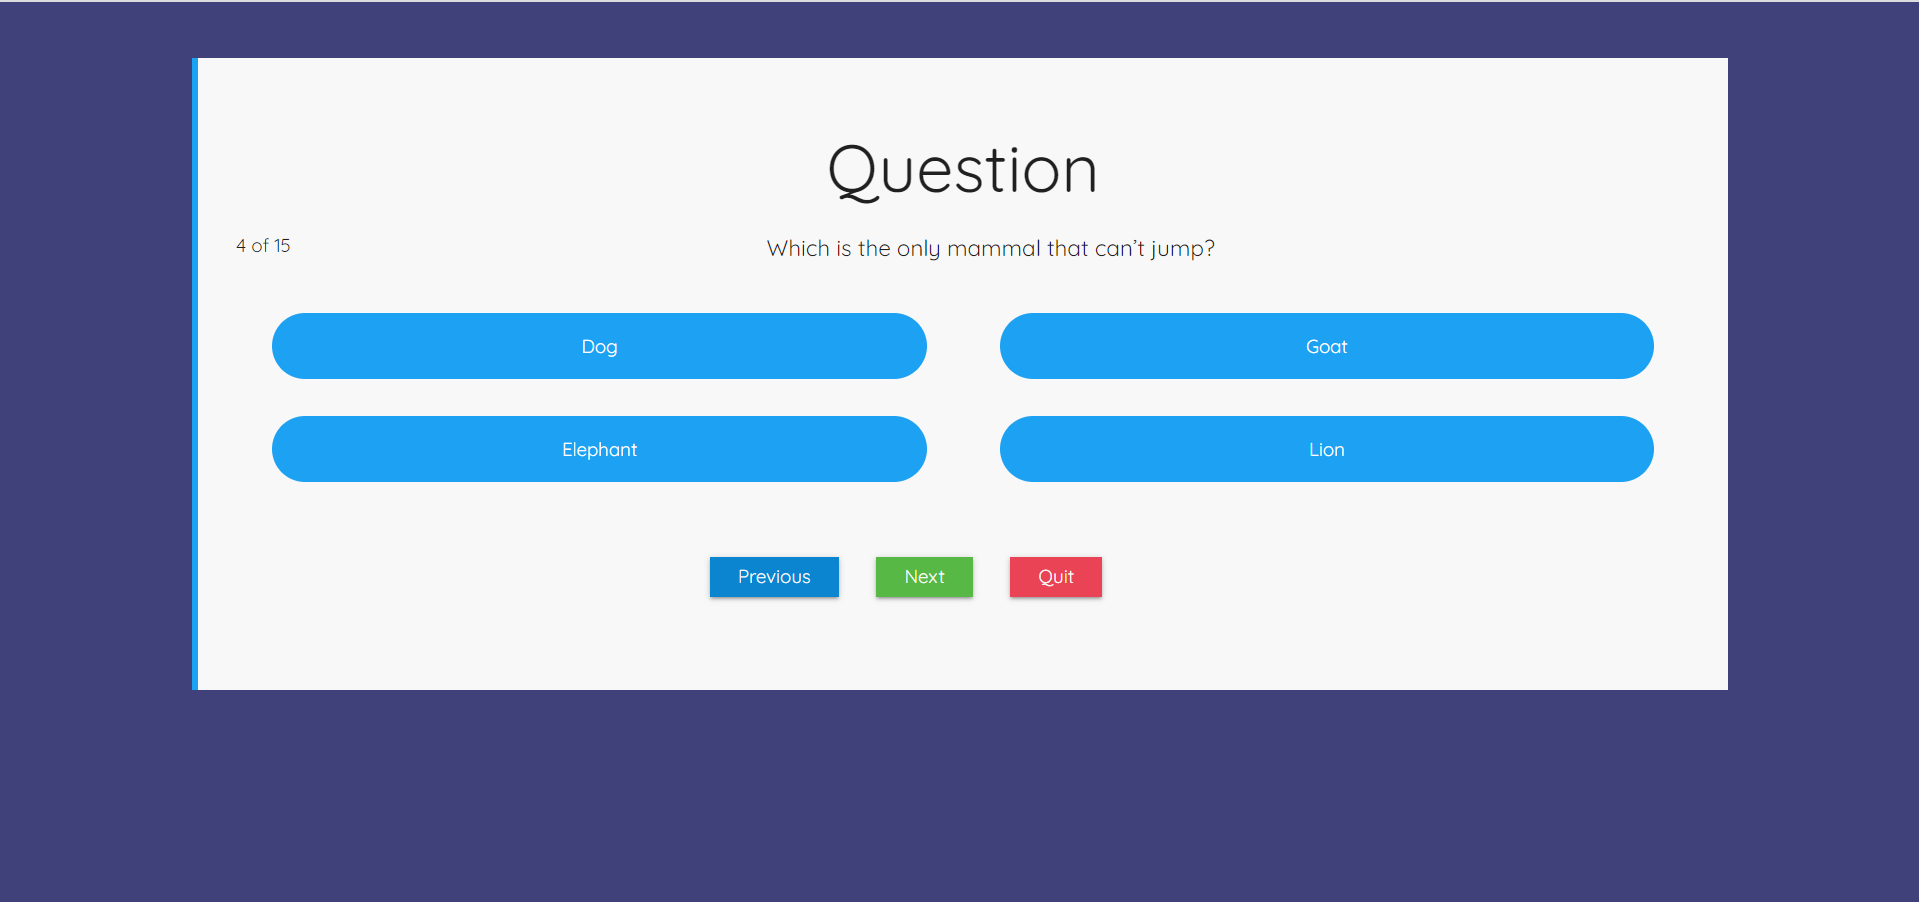 Question
4 of 15
Which is the only mammal that can’t jump?
Dog
Goat
Elephant
Lion
Previous
Next
Quit